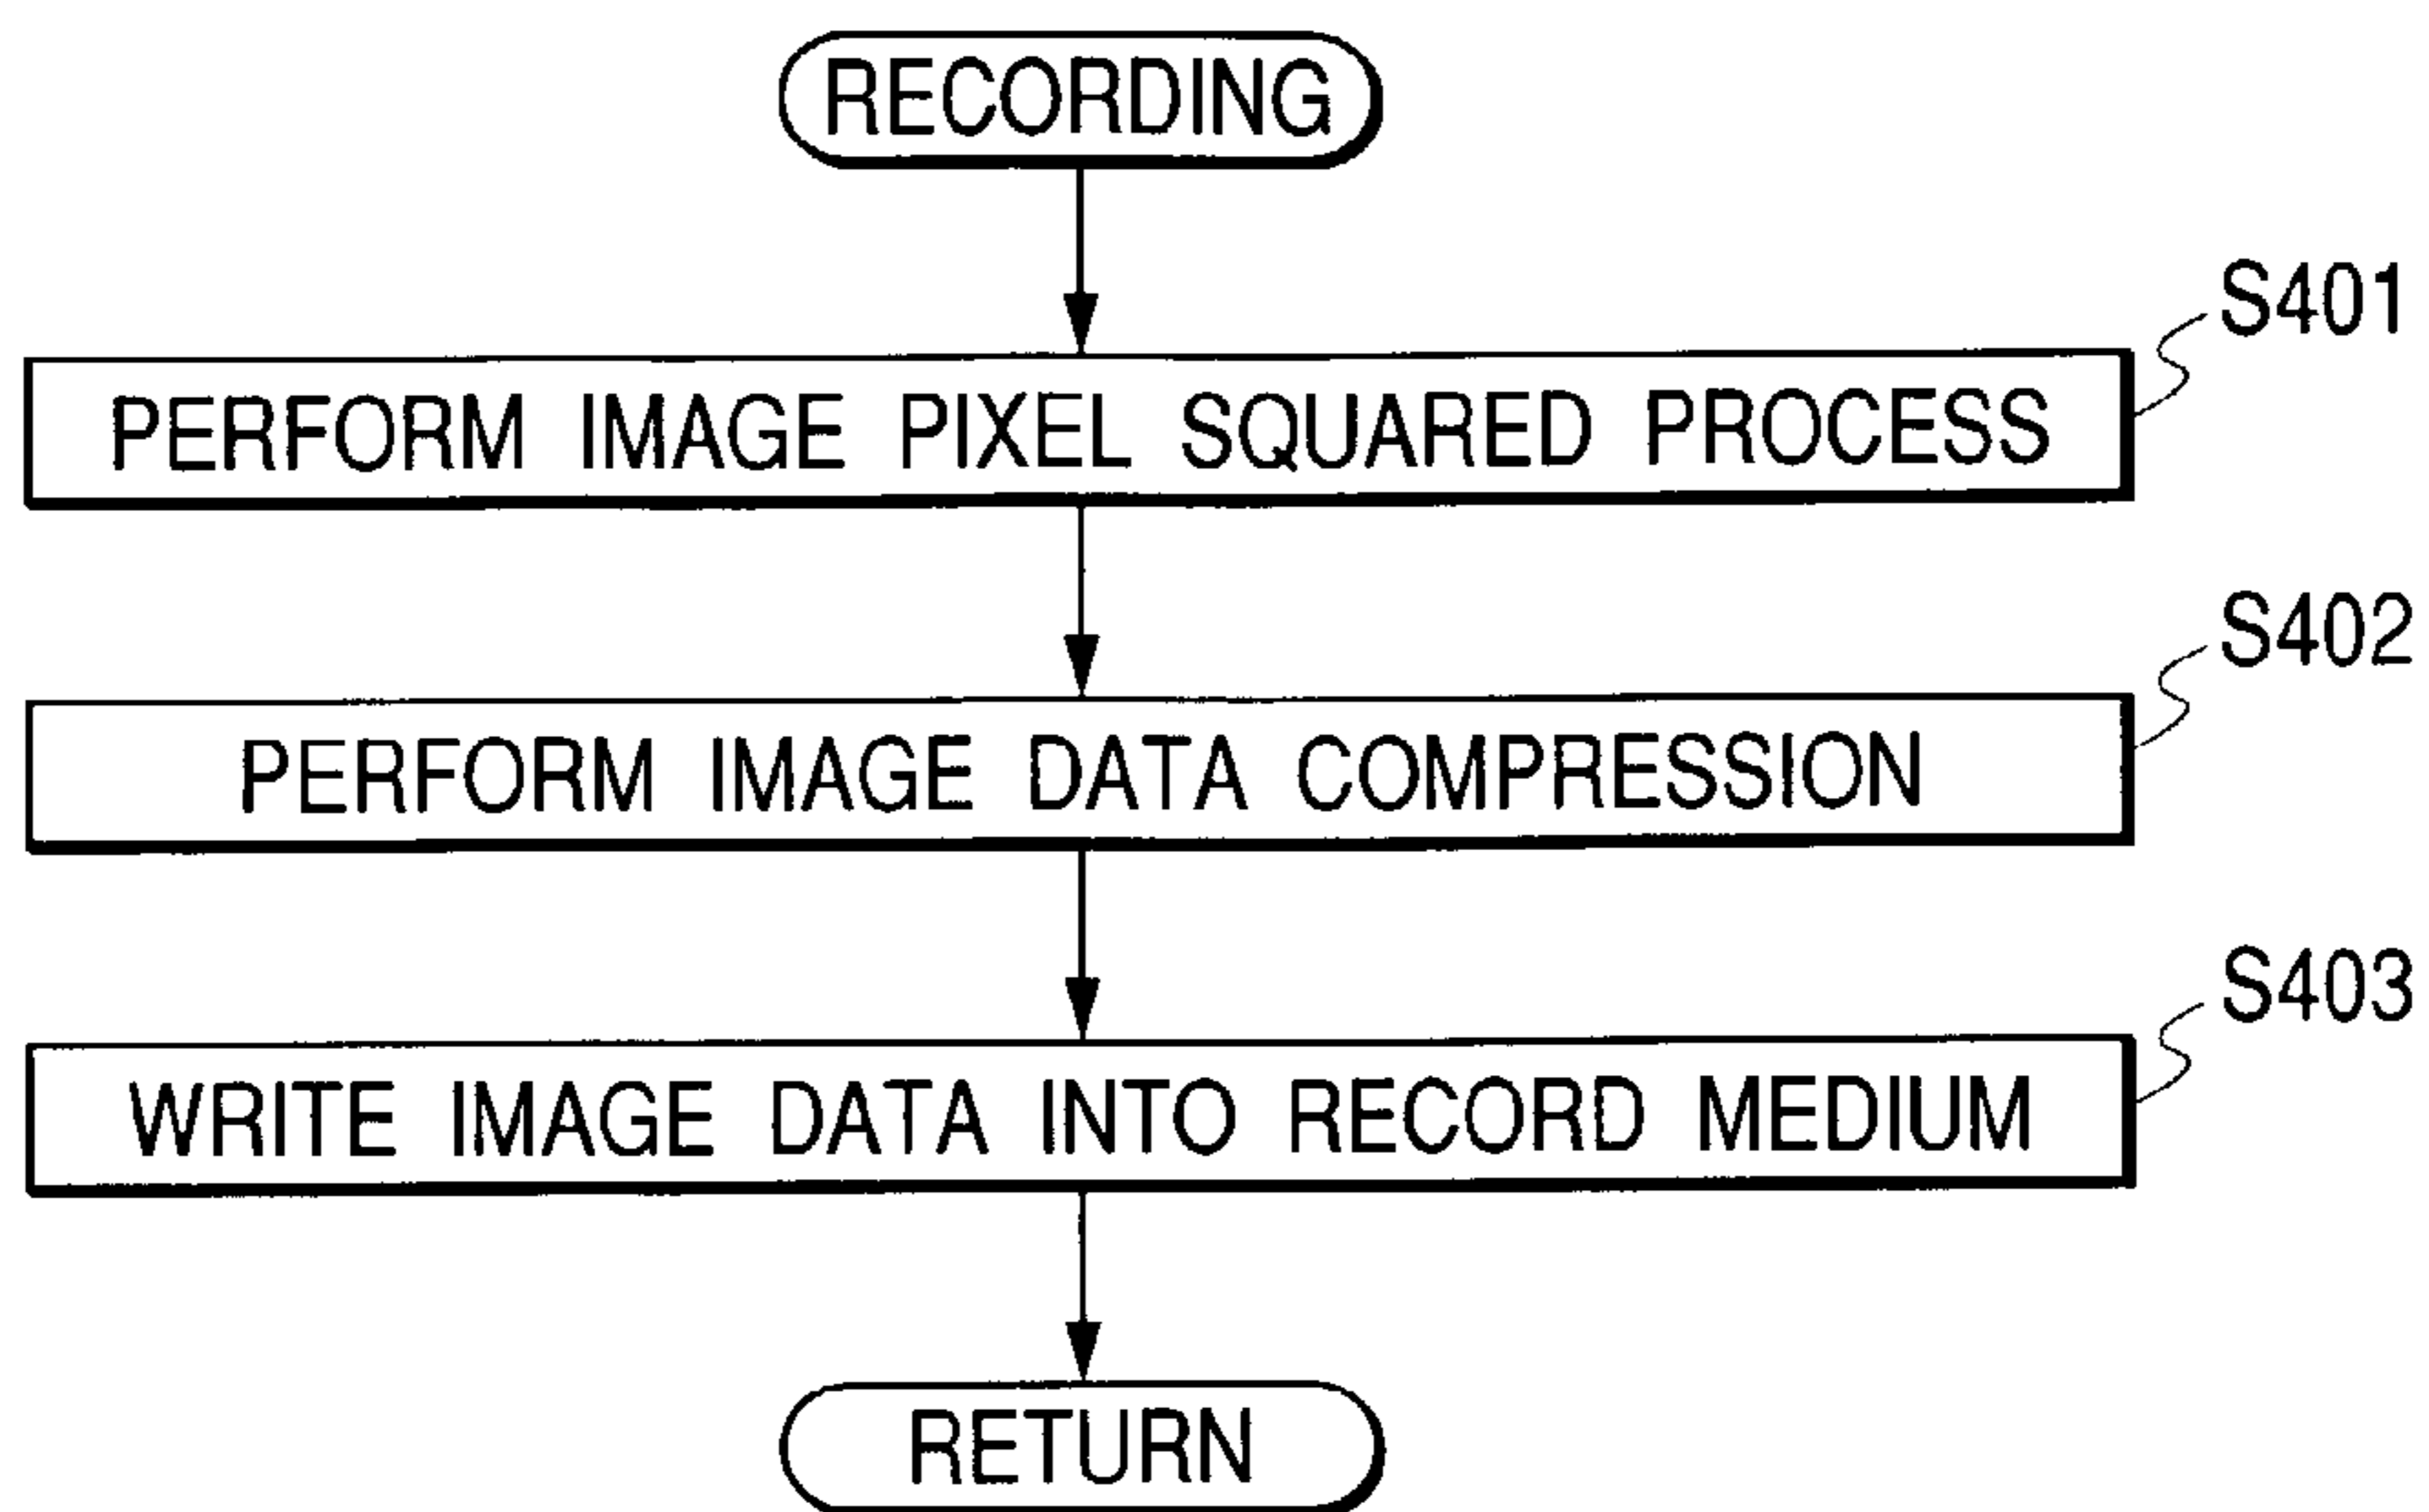 RECORDING
S401
PERFORM IMAGE PIXEL SQUARED PROCESS
S402
PERFORM IMAGE DATA COMPRESSION
S403
WRITE IMAGE DATA INTO RECORD MEDIUM
RETURN